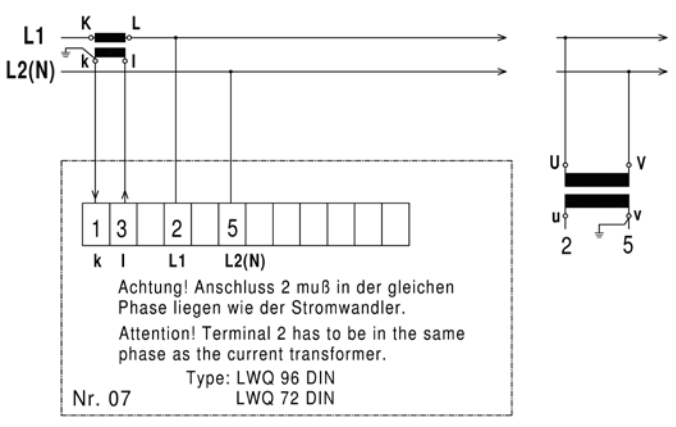 K L
L1
k l
L2(N)
U V
u v
2 5
1 3 2 5
k l L1 L2(N)
Achtung! Anschluss 2 muß in der gleichen
Phase liegen wie der Stromwandler.
Attention! Terminal 2 has to be in the same
phase as the current transformer.
Type: LWQ 96 DIN
Nr. 07 LWQ 72 DIN